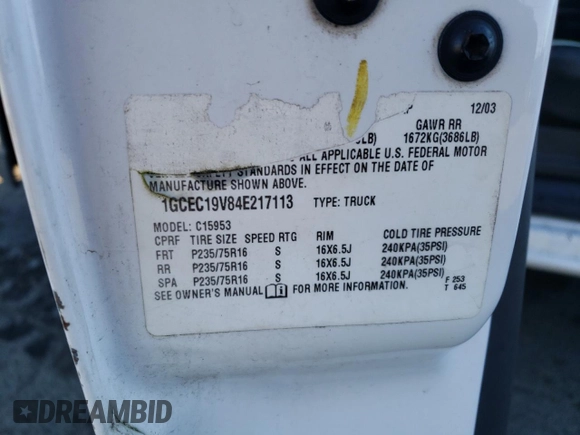 12/03
GAWR RR
LB) 1672KG(3686LB)
ALL APPLICABLE U.S. FEDERAL MOTOR
STANDARDS IN EFFECT ON THE DATE OF
MANUFACTURE SHOWN ABOVE.
1GCEC19V84E217113 TYPE: TRUCK
MODEL: C15953
CPRF TIRE SIZE SPEED RTG RIM COLD TIRE PRESSURE
FRT P235/75R16 S 16X6.5J 240KPA(35PSI)
RR P235/75R16 S 16X6.5J 240KPA(35PSI)
SPA P235/75R16 S 16X6.5J 240KPA(35PSI)
SEE OWNER'S MANUAL FOR MORE INFORMATION.
F 253
T 645
DREAMBID